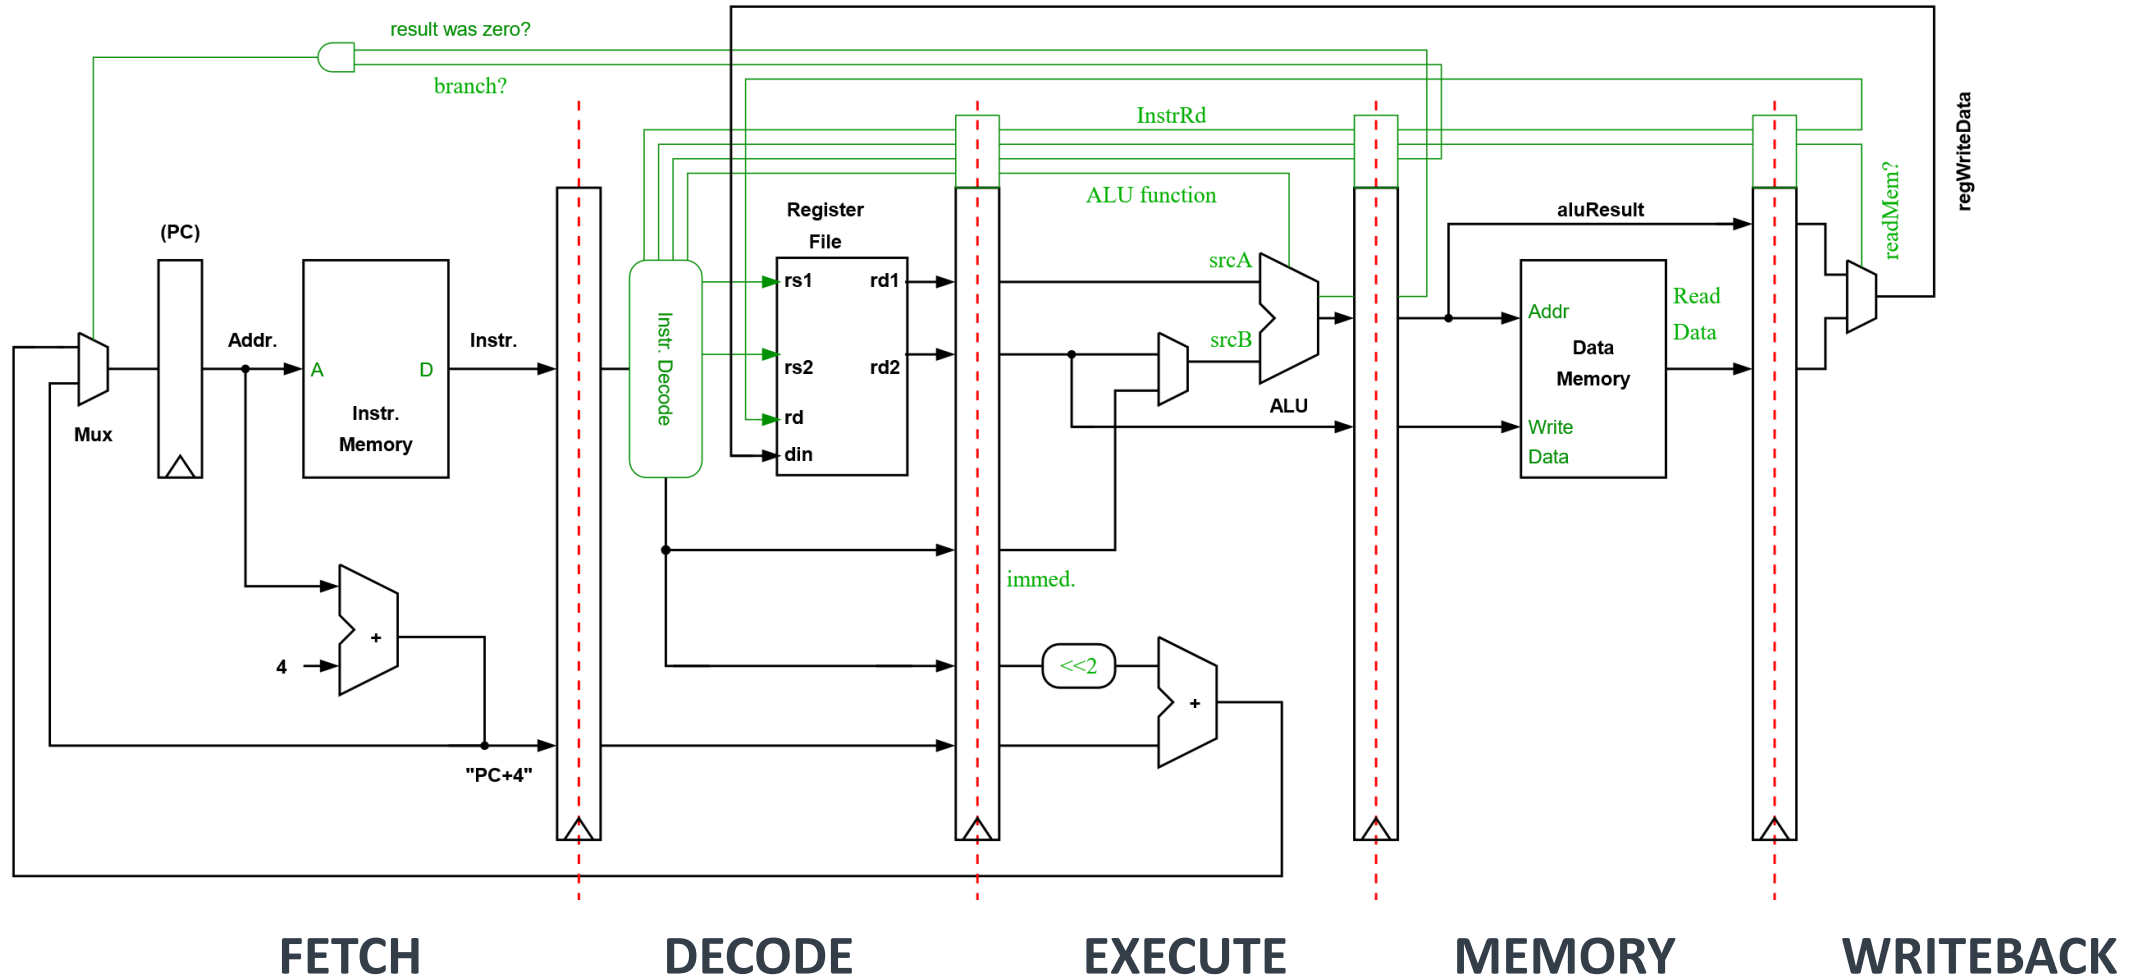 result was zero?
branch?
InstrRd
ALU function
regWriteData
readMem?
(PC)
Addr.
Instr.
A
D
Instr.
Memory
Mux
Instr. Decode
Register
File
rs1
rd1
rs2
rd2
rd
din
srcA
srcB
ALU
aluResult
Addr
Data
Memory
Read
Data
Write
Data
immed.
4
+
<<2
+
"PC+4"
FETCH
DECODE
EXECUTE
MEMORY
WRITEBACK